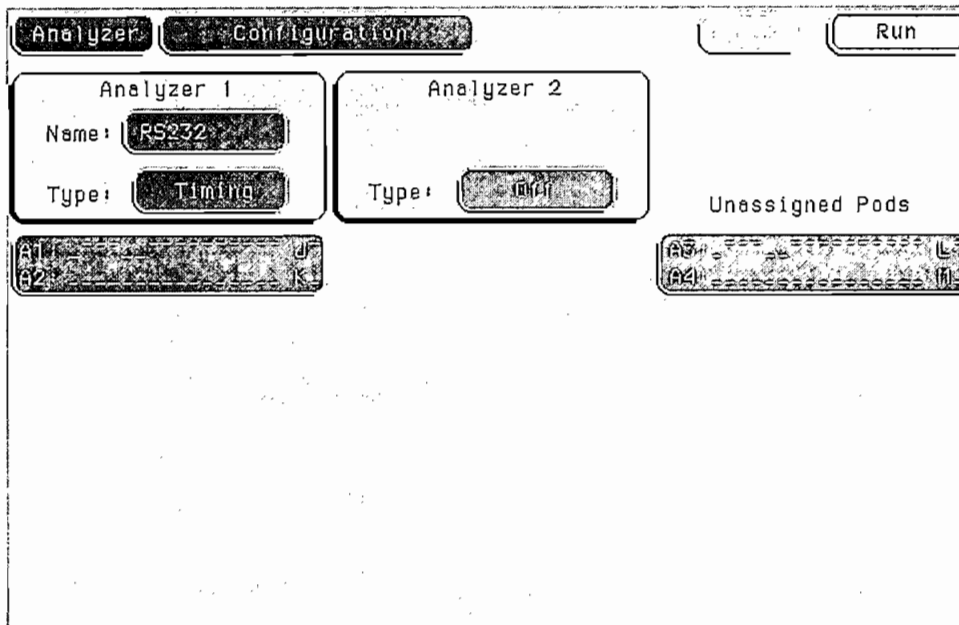 Analyzer Configuration Run
Analyzer 1
Name: RS232
Type: Timing
Analyzer 2
Type: Off
Unassigned Pods
A1: J
A2: K
A3: L
A4: M